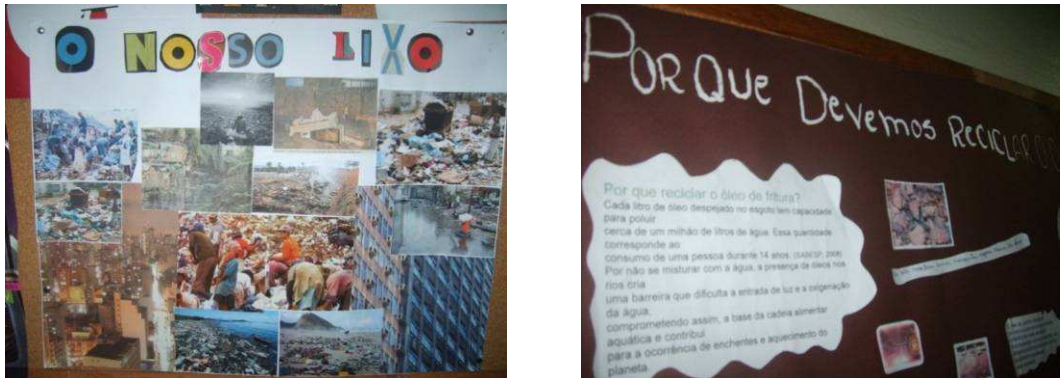 O NOSSO LIXO
PORQUE Devemos RECICLAR
Por que reciclar o óleo de fritura?
Cada litro de óleo despejado no esgoto tem capacidade
para poluir
cerca de um milhão de litros de água. Essa quantidade
corresponde ao
consumo de uma pessoa durante 14 anos. (SABESP, 2008)
Por não se misturar com a água, a presença de óleos nos
rios cria
uma barreira que dificulta a entrada de luz e a oxigenação
da água,
comprometendo assim, a base da cadeia alimentar
aquática e contribui
para a ocorrência de enchentes e aquecimento do
planeta.